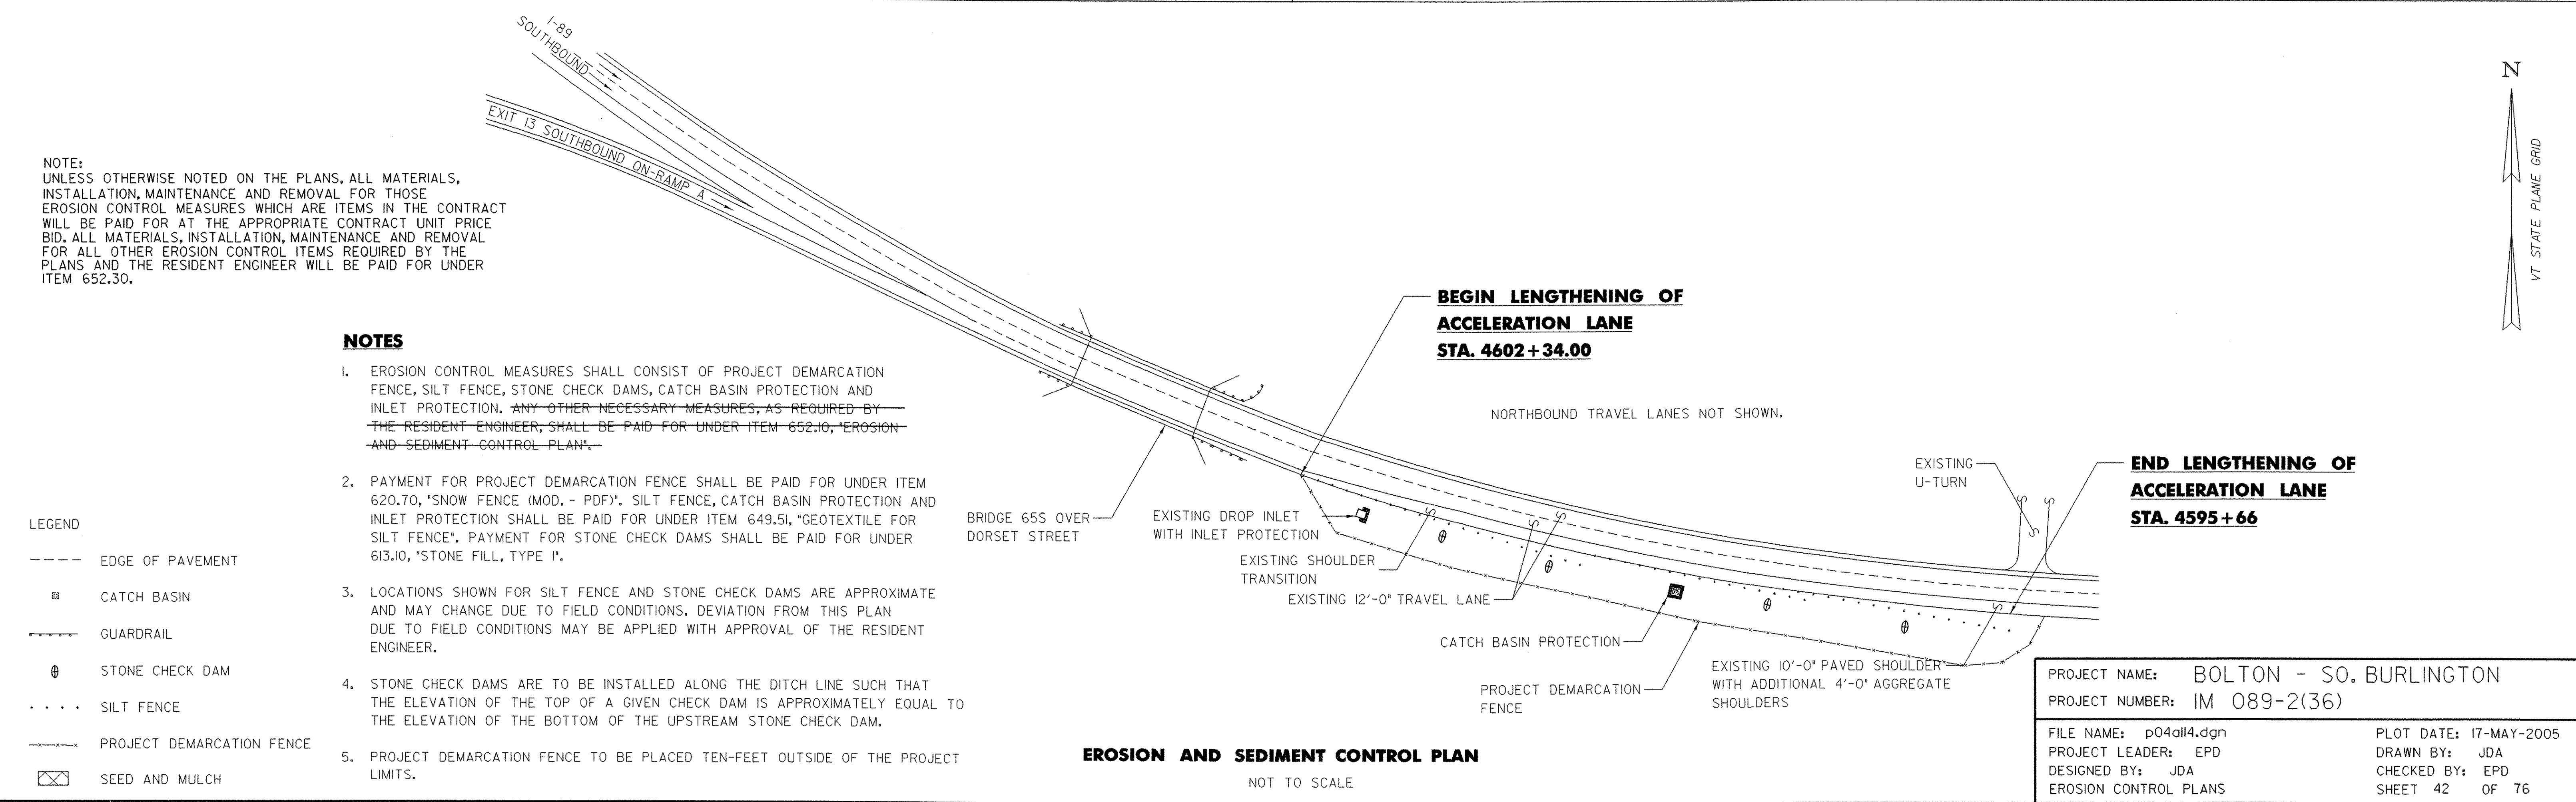 I-89
SOUTHBOUND
EXIT 13 SOUTHBOUND ON-RAMP A
N
VT STATE PLANE GRID
NOTE:
UNLESS OTHERWISE NOTED ON THE PLANS, ALL MATERIALS,
INSTALLATION, MAINTENANCE AND REMOVAL FOR THOSE
EROSION CONTROL MEASURES WHICH ARE ITEMS IN THE CONTRACT
WILL BE PAID FOR AT THE APPROPRIATE CONTRACT UNIT PRICE
BID. ALL MATERIALS, INSTALLATION, MAINTENANCE AND REMOVAL
FOR ALL OTHER EROSION CONTROL ITEMS REQUIRED BY THE
PLANS AND THE RESIDENT ENGINEER WILL BE PAID FOR UNDER
ITEM 652.30.
NOTES
1. EROSION CONTROL MEASURES SHALL CONSIST OF PROJECT DEMARCATION
FENCE, SILT FENCE, STONE CHECK DAMS, CATCH BASIN PROTECTION AND
INLET PROTECTION. ANY OTHER NECESSARY MEASURES, AS REQUIRED BY
THE RESIDENT ENGINEER, SHALL BE PAID FOR UNDER ITEM 652.10, "EROSION
AND SEDIMENT CONTROL PLAN".
2. PAYMENT FOR PROJECT DEMARCATION FENCE SHALL BE PAID FOR UNDER ITEM
620.70, "SNOW FENCE (MOD. - PDF)". SILT FENCE, CATCH BASIN PROTECTION AND
INLET PROTECTION SHALL BE PAID FOR UNDER ITEM 649.51, "GEOTEXTILE FOR
SILT FENCE". PAYMENT FOR STONE CHECK DAMS SHALL BE PAID FOR UNDER
613.10, "STONE FILL, TYPE I".
3. LOCATIONS SHOWN FOR SILT FENCE AND STONE CHECK DAMS ARE APPROXIMATE
AND MAY CHANGE DUE TO FIELD CONDITIONS. DEVIATION FROM THIS PLAN
DUE TO FIELD CONDITIONS MAY BE APPLIED WITH APPROVAL OF THE RESIDENT
ENGINEER.
4. STONE CHECK DAMS ARE TO BE INSTALLED ALONG THE DITCH LINE SUCH THAT
THE ELEVATION OF THE TOP OF A GIVEN CHECK DAM IS APPROXIMATELY EQUAL TO
THE ELEVATION OF THE BOTTOM OF THE UPSTREAM STONE CHECK DAM.
5. PROJECT DEMARCATION FENCE TO BE PLACED TEN-FEET OUTSIDE OF THE PROJECT
LIMITS.
LEGEND
EDGE OF PAVEMENT
CATCH BASIN
GUARDRAIL
STONE CHECK DAM
SILT FENCE
PROJECT DEMARCATION FENCE
SEED AND MULCH
BEGIN LENGTHENING OF
ACCELERATION LANE
STA. 4602+34.00
NORTHBOUND TRAVEL LANES NOT SHOWN.
EXISTING
U-TURN
END LENGTHENING OF
ACCELERATION LANE
STA. 4595+66
BRIDGE 65S OVER
DORSET STREET
EXISTING DROP INLET
WITH INLET PROTECTION
EXISTING SHOULDER
TRANSITION
EXISTING 12'-0" TRAVEL LANE
CATCH BASIN PROTECTION
PROJECT DEMARCATION
FENCE
EXISTING 10'-0" PAVED SHOULDER
WITH ADDITIONAL 4'-0" AGGREGATE
SHOULDERS
EROSION AND SEDIMENT CONTROL PLAN
NOT TO SCALE
PROJECT NAME: BOLTON - SO. BURLINGTON
PROJECT NUMBER: IM 089-2(36)
FILE NAME: p04all4.dgn PLOT DATE: 17-MAY-2005
PROJECT LEADER: EPD DRAWN BY: JDA
DESIGNED BY: JDA CHECKED BY: EPD
EROSION CONTROL PLANS SHEET 42 OF 76